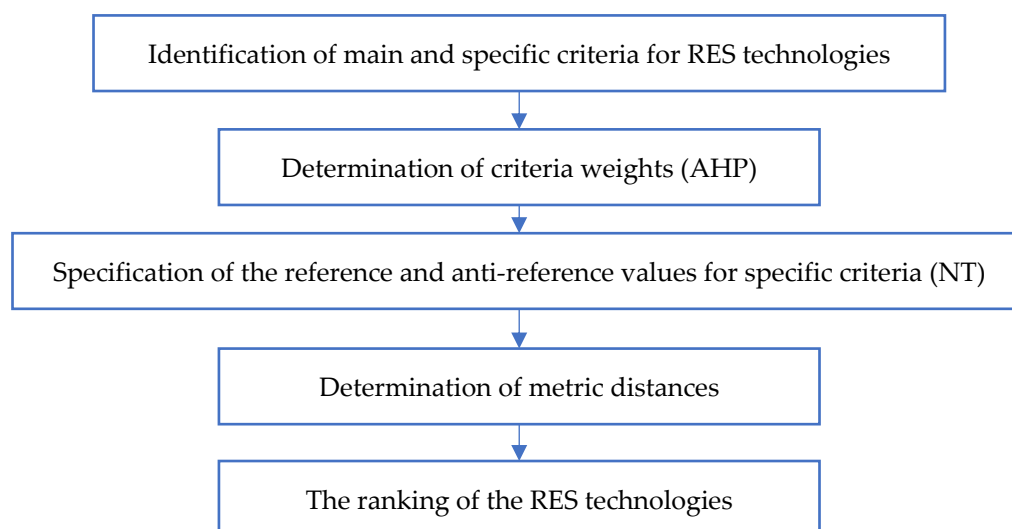 Identification of main and specific criteria for RES technologies
Determination of criteria weights (AHP)
Specification of the reference and anti-reference values for specific criteria (NT)
Determination of metric distances
The ranking of the RES technologies